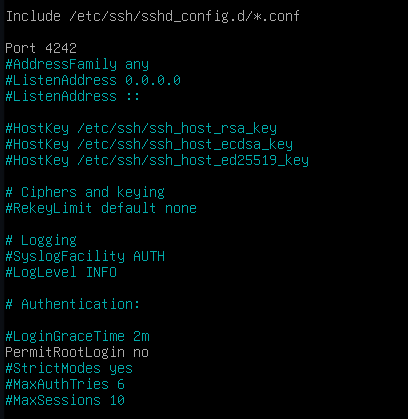 Include /etc/ssh/sshd_config.d/*.conf
Port 4242
#AddressFamily any
#ListenAddress 0.0.0.0
#ListenAddress ::
#HostKey /etc/ssh/ssh_host_rsa_key
#HostKey /etc/ssh/ssh_host_ecdsa_key
#HostKey /etc/ssh/ssh_host_ed25519_key
# Ciphers and keying
#RekeyLimit default none
# Logging
#SyslogFacility AUTH
#LogLevel INFO
# Authentication:
#LoginGraceTime 2m
PermitRootLogin no
#StrictModes yes
#MaxAuthTries 6
#MaxSessions 10